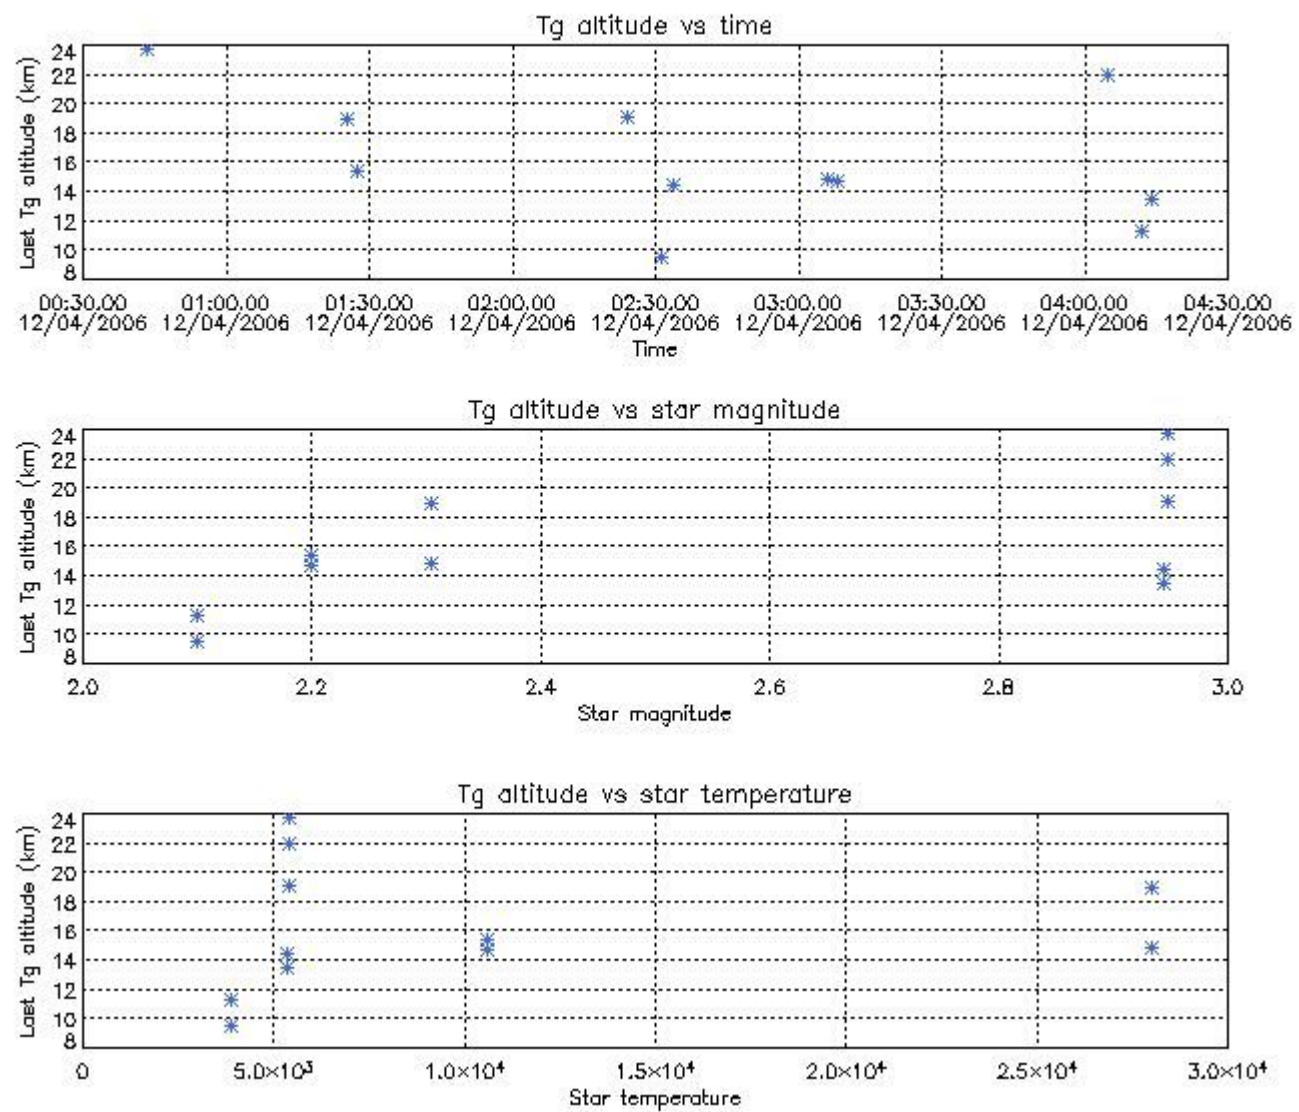 Tg altitude vs time
24
22
20
18
16
14
12
10
8
Last Tg altitude (km)
00:30.00 01:00.00 01:30.00 02:00.00 02:30.00 03:00.00 03:30.00 04:00.00 04:30.00
12/04/2006 12/04/2006 12/04/2006 12/04/2006 12/04/2006 12/04/2006 12/04/2006 12/04/2006 12/04/2006
Time
Tg altitude vs star magnitude
24
22
20
18
16
14
12
10
8
Last Tg altitude (km)
2.0 2.2 2.4 2.6 2.8 3.0
Star magnitude
Tg altitude vs star temperature
24
22
20
18
16
14
12
10
8
Last Tg altitude (km)
0 5.0×10³ 1.0×10⁴ 1.5×10⁴ 2.0×10⁴ 2.5×10⁴ 3.0×10⁴
Star temperature